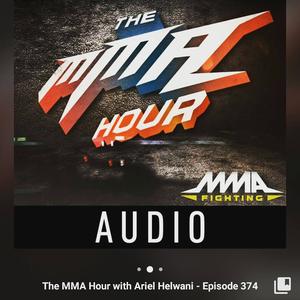 THE
MMA
HOUR
MMA
FIGHTING
AUDIO
The MMA Hour with Ariel Helwani - Episode 374